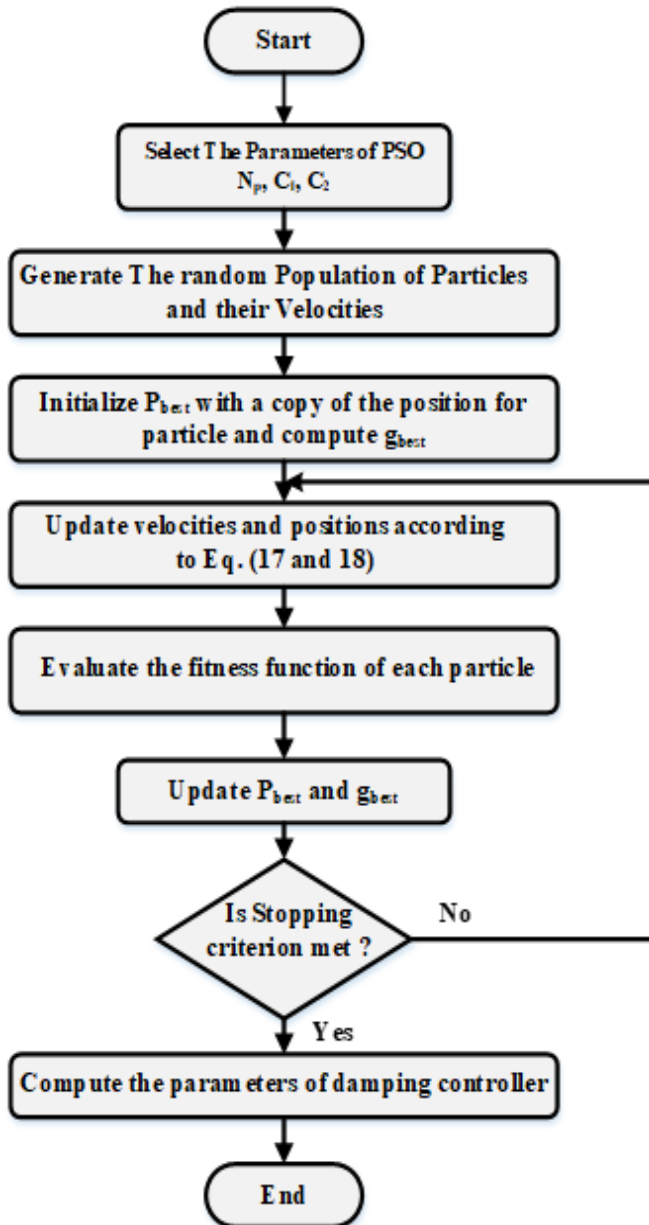 Start
Select The Parameters of PSO
Np, C1, C2
Generate The random Population of Particles
and their Velocities
Initialize Pbest with a copy of the position for
particle and compute gbest
Update velocities and positions according
to Eq. (17 and 18)
Evaluate the fitness function of each particle
Update Pbest and gbest
Is Stopping
criterion met ?
No
Yes
Compute the parameters of damping controller
End